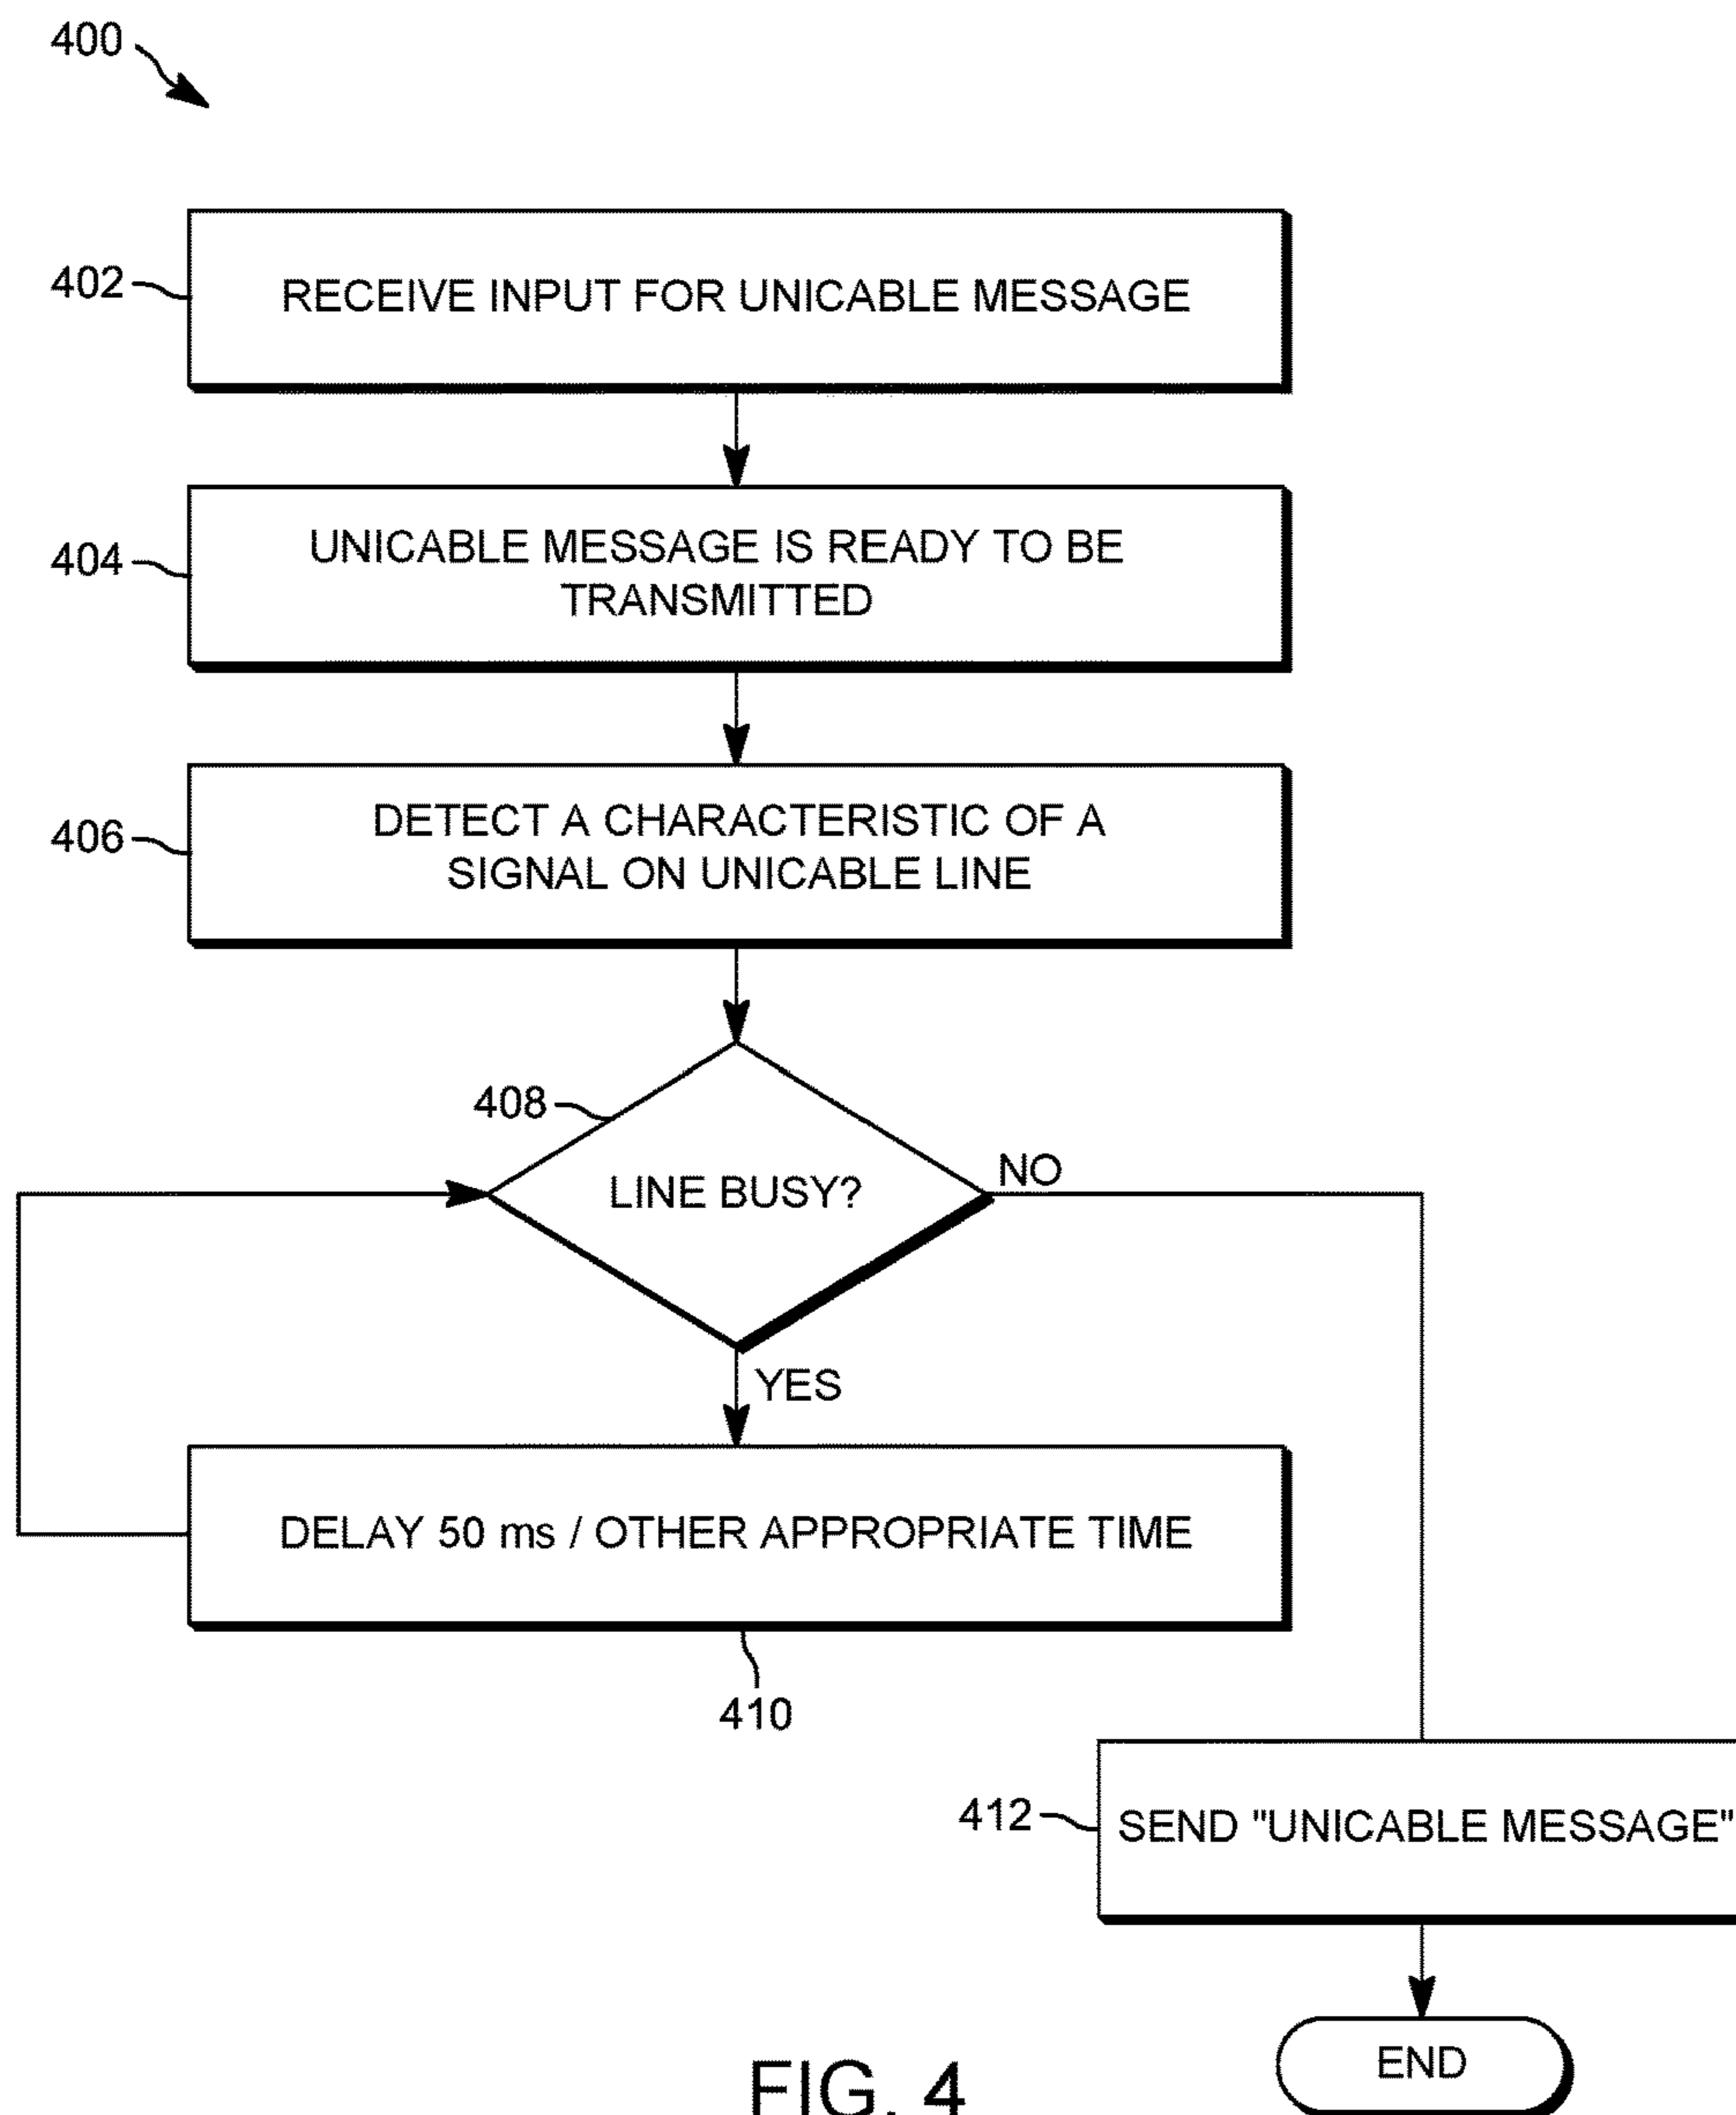 400
402
RECEIVE INPUT FOR UNICABLE MESSAGE
404
UNICABLE MESSAGE IS READY TO BE
TRANSMITTED
406
DETECT A CHARACTERISTIC OF A
SIGNAL ON UNICABLE LINE
408
LINE BUSY?
NO
YES
DELAY 50 ms / OTHER APPROPRIATE TIME
410
412
SEND "UNICABLE MESSAGE"
END
FIG. 4